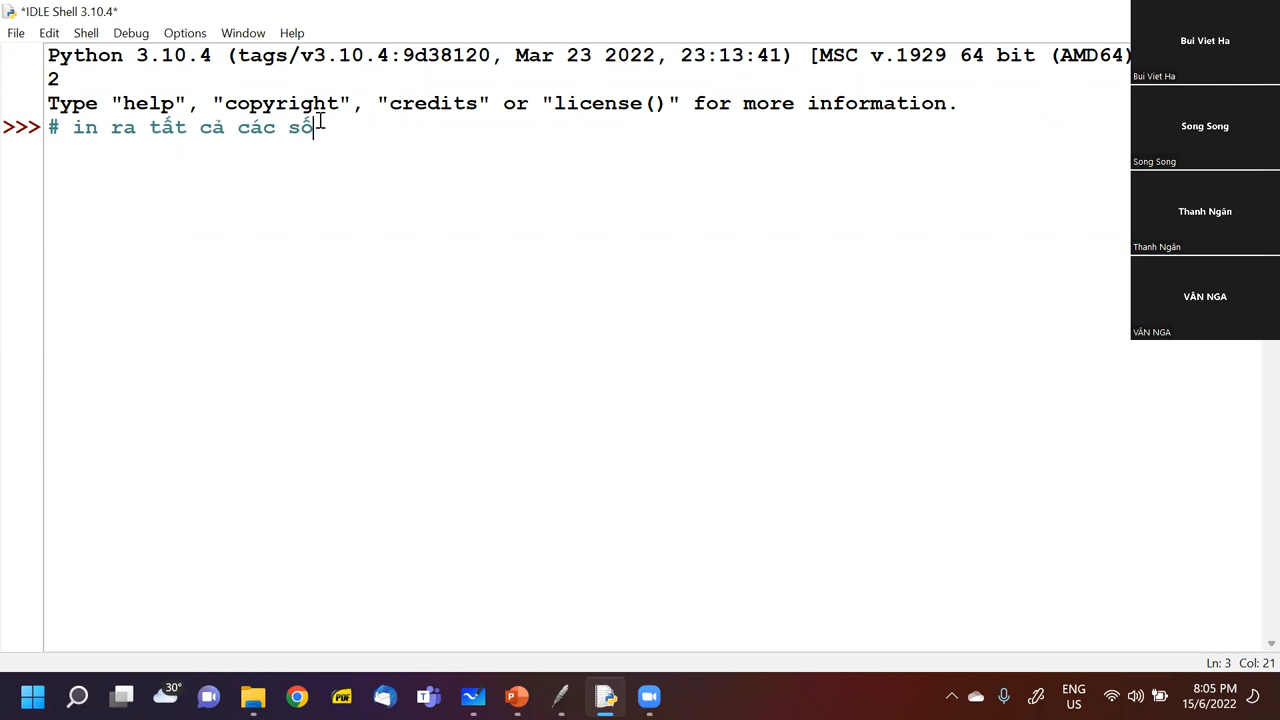 *IDLE Shell 3.10.4*
File Edit Shell Debug Options Window Help
Python 3.10.4 (tags/v3.10.4:9d38120, Mar 23 2022, 23:13:41) [MSC v.1929 64 bit (AMD64)
2
Type "help", "copyright", "credits" or "license()" for more information.
>>> # in ra tất cả các số
Bui Viet Ha
Bui Viet Ha
Song Song
Song Song
Thanh Ngân
Thanh Ngân
VÂN NGA
VÂN NGA
Ln: 3 Col: 21
30°
PDF
ENG
US
8:05 PM
15/6/2022